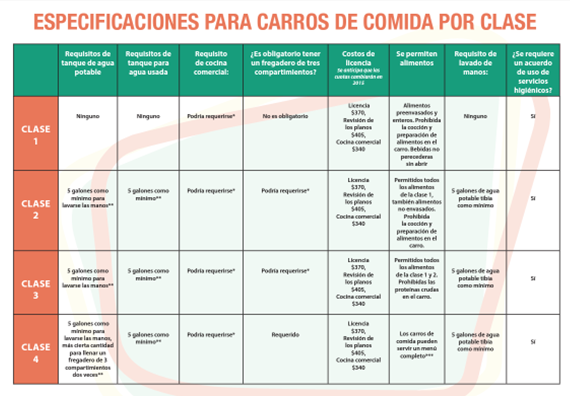 ESPECIFICACIONES PARA CARROS DE COMIDA POR CLASE
Requisitos de
tanque de agua
potable
Requisitos de
tanque para
agua usada
Requisito
de cocina
comercial:
¿Es obligatorio tener
un fregadero de tres
compartimentos?
Costos de
licencia
Se anticipa que las
cuotas cambiarán en
2015
Se permiten
alimentos
Requisito de
lavado de
manos:
¿Se requiere
un acuerdo
de uso de
servicios
higiénicos?
CLASE
1
Ninguno
Ninguno
Podría requerirse*
No es obligatorio
Licencia
$370,
Revisión de
los planos
$405,
Cocina comercial
$340
Alimentos
preenvasados y
enteros. Prohibida
la cocción y
preparación de
alimentos en el
carro. Bebidas no
perecederas
sin abrir
Ninguno
Sí
CLASE
2
5 galones como
mínimo para
lavarse las manos**
5 galones como
mínimo**
Podría requerirse*
Podría requerirse*
Licencia
$370,
Revisión de
los planos
$405,
Cocina comercial
$340
Permitidos todos
los alimentos
de la clase 1,
también alimentos
no envasados.
Prohibida
la cocción y
preparación de
alimentos en el
carro.
5 galones de agua
potable tibia
como mínimo
Sí
CLASE
3
5 galones como
mínimo para
lavarse las manos**
5 galones como
mínimo**
Podría requerirse*
Podría requerirse*
Licencia
$370,
Revisión de
los planos
$405,
Cocina comercial
$340
Permitidos todos
los alimentos
de la clase 1 y 2.
Prohibidas las
proteínas crudas
en el carro.
5 galones de agua
potable tibia
como mínimo
Sí
CLASE
4
5 galones como
mínimo para
lavarse las manos,
más cierta cantidad
para llenar un
fregadero de 3
compartimientos
dos veces**
5 galones como
mínimo**
Podría requerirse*
Requerido
Licencia
$370,
Revisión de
los planos
$405,
Cocina comercial
$340
Los carros de
comida pueden
servir un menú
completo***
5 galones de agua
potable tibia
como mínimo
Sí